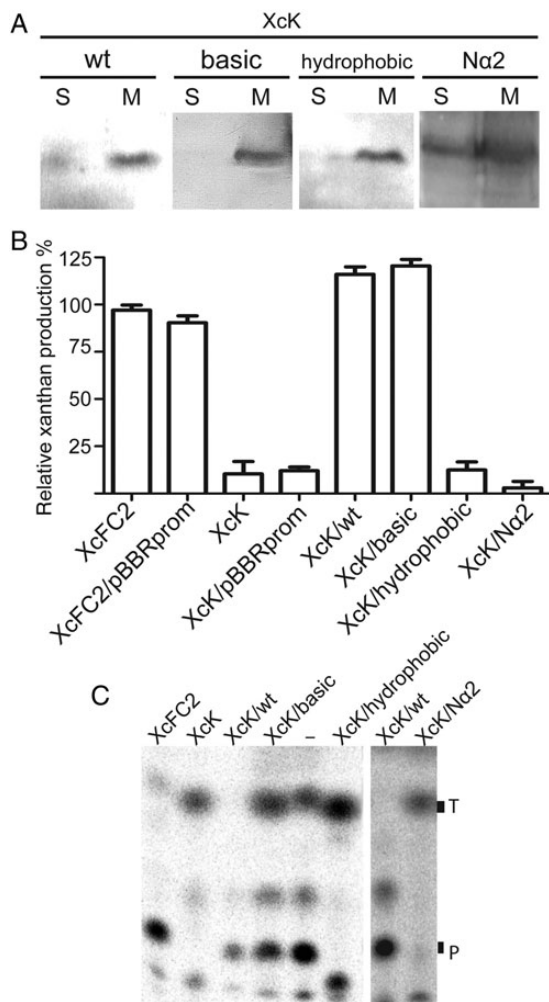 A
XcK
wt basic hydrophobic Nα2
S M S M S M S M
B
Relative xanthan production %
125
100
75
50
25
XcFC2
XcFC2/pBBRprom
XcK
XcK/pBBRprom
XcK/wt
XcK/basic
XcK/hydrophobic
XcK/Nα2
C
XcFC2 XcK XcK/wt XcK/basic – XcK/hydrophobic XcK/wt XcK/Nα2
T
P